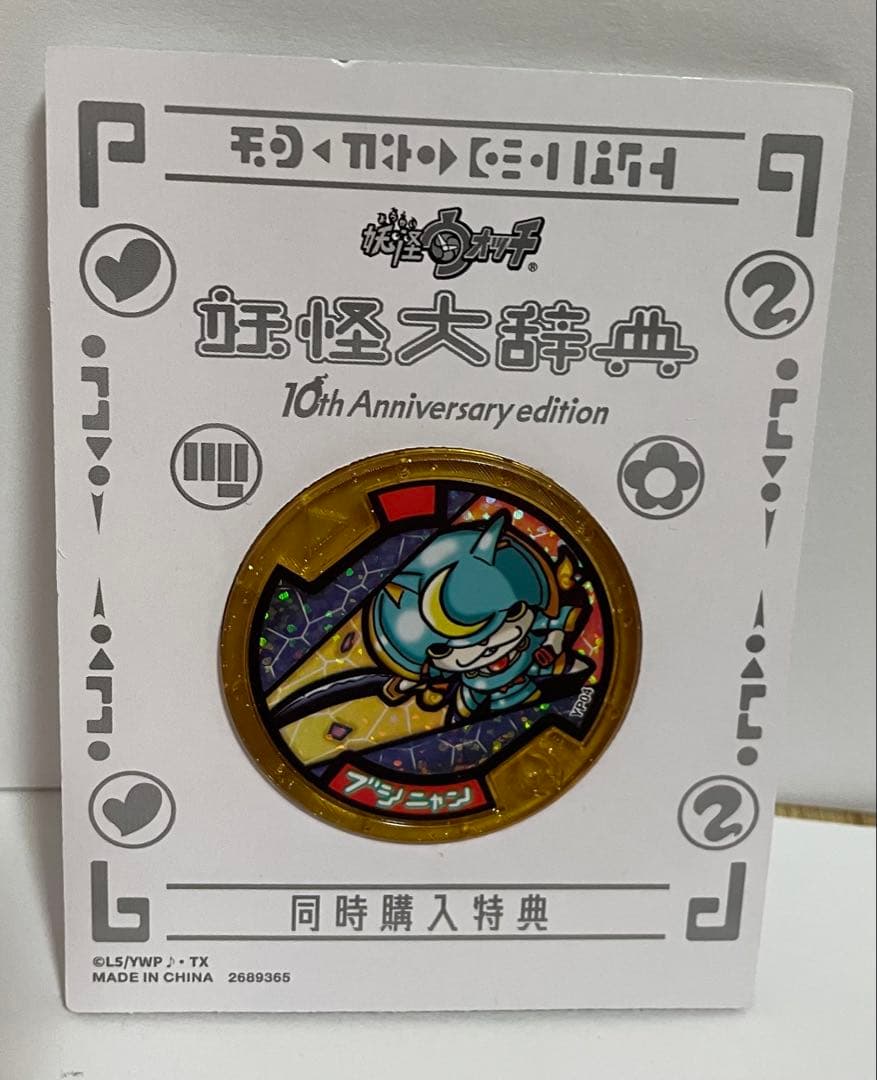 妖怪ウォッチ
ようかい
®
妖怪大辞典
10th Anniversary edition
YP04
ブシニャン
同時購入特典
©L5/YWP♪・TX
MADE IN CHINA 2689365